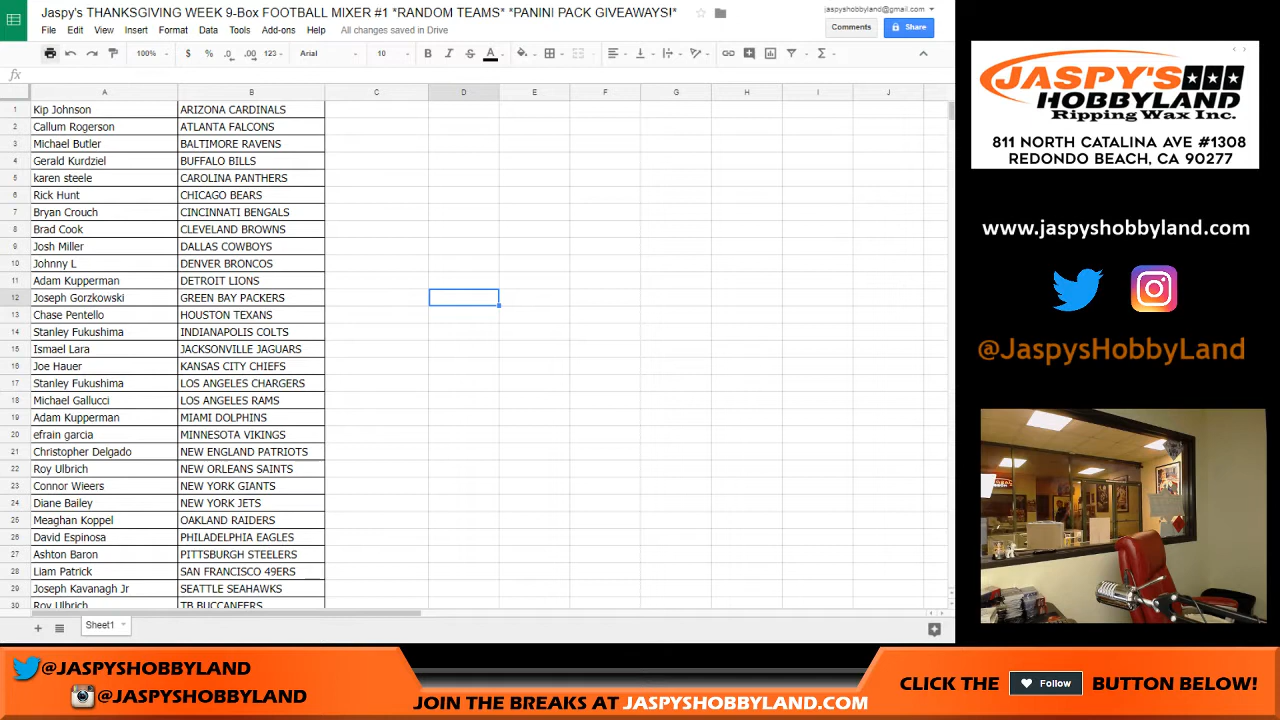 Jaspy's THANKSGIVING WEEK 9-Box FOOTBALL MIXER #1 *RANDOM TEAMS* *PANINI PACK GIVEAWAYS!*
jaspyshobbyland@gmail.com
File Edit View Insert Format Data Tools Add-ons Help All changes saved in Drive
Comments Share
100% $ % .0 .00 123 Arial 10 B I S A
fx
A B C D E F G H I J
1 Kip Johnson ARIZONA CARDINALS
2 Callum Rogerson ATLANTA FALCONS
3 Michael Butler BALTIMORE RAVENS
4 Gerald Kurdziel BUFFALO BILLS
5 karen steele CAROLINA PANTHERS
6 Rick Hunt CHICAGO BEARS
7 Bryan Crouch CINCINNATI BENGALS
8 Brad Cook CLEVELAND BROWNS
9 Josh Miller DALLAS COWBOYS
10 Johnny L DENVER BRONCOS
11 Adam Kupperman DETROIT LIONS
12 Joseph Gorzkowski GREEN BAY PACKERS
13 Chase Pentello HOUSTON TEXANS
14 Stanley Fukushima INDIANAPOLIS COLTS
15 Ismael Lara JACKSONVILLE JAGUARS
16 Joe Hauer KANSAS CITY CHIEFS
17 Stanley Fukushima LOS ANGELES CHARGERS
18 Michael Gallucci LOS ANGELES RAMS
19 Adam Kupperman MIAMI DOLPHINS
20 efrain garcia MINNESOTA VIKINGS
21 Christopher Delgado NEW ENGLAND PATRIOTS
22 Roy Ulbrich NEW ORLEANS SAINTS
23 Connor Wieers NEW YORK GIANTS
24 Diane Bailey NEW YORK JETS
25 Meaghan Koppel OAKLAND RAIDERS
26 David Espinosa PHILADELPHIA EAGLES
27 Ashton Baron PITTSBURGH STEELERS
28 Liam Patrick SAN FRANCISCO 49ERS
29 Joseph Kavanagh Jr SEATTLE SEAHAWKS
30 Roy Ulbrich TB BUCCANEERS
Sheet1
JASPY'S
HOBBYLAND
Ripping Wax Inc.
811 NORTH CATALINA AVE #1308
REDONDO BEACH, CA 90277
www.jaspyshobbyland.com
@JaspysHobbyLand
@JASPYSHOBBYLAND
@JASPYSHOBBYLAND
JOIN THE BREAKS AT JASPYSHOBBYLAND.COM
CLICK THE Follow BUTTON BELOW!